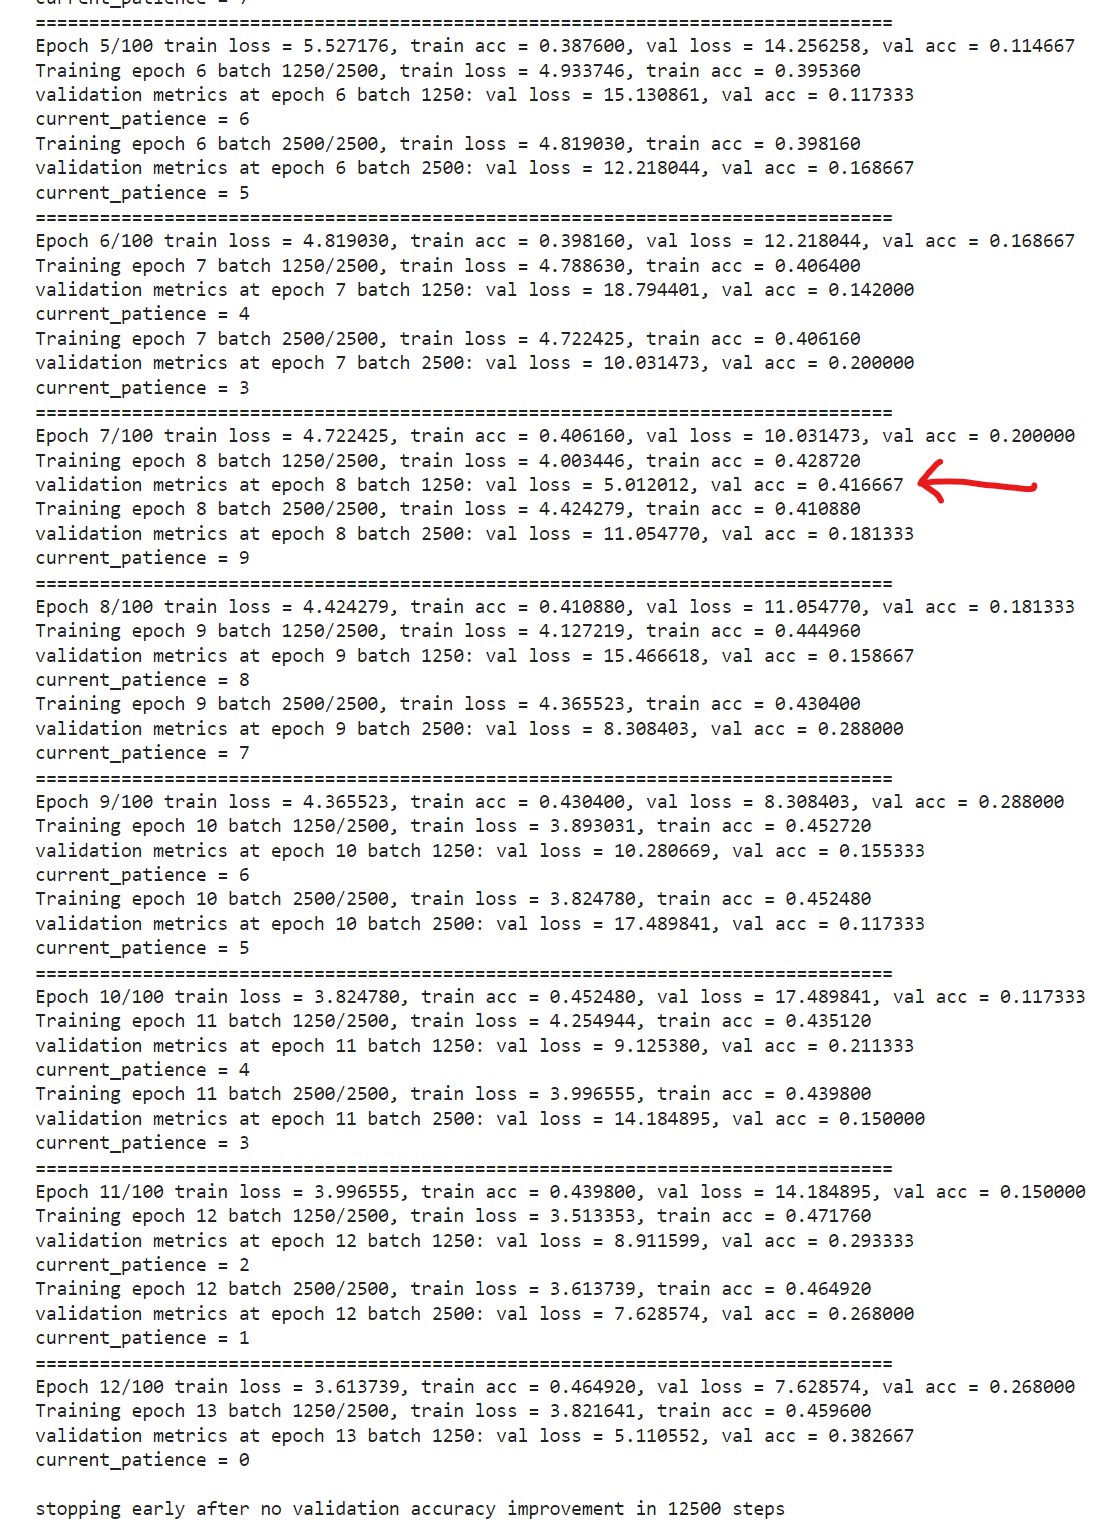 current_patience = 7
================================================================================
Epoch 5/100 train loss = 5.527176, train acc = 0.387600, val loss = 14.256258, val acc = 0.114667
Training epoch 6 batch 1250/2500, train loss = 4.933746, train acc = 0.395360
validation metrics at epoch 6 batch 1250: val loss = 15.130861, val acc = 0.117333
current_patience = 6
Training epoch 6 batch 2500/2500, train loss = 4.819030, train acc = 0.398160
validation metrics at epoch 6 batch 2500: val loss = 12.218044, val acc = 0.168667
current_patience = 5
================================================================================
Epoch 6/100 train loss = 4.819030, train acc = 0.398160, val loss = 12.218044, val acc = 0.168667
Training epoch 7 batch 1250/2500, train loss = 4.788630, train acc = 0.406400
validation metrics at epoch 7 batch 1250: val loss = 18.794401, val acc = 0.142000
current_patience = 4
Training epoch 7 batch 2500/2500, train loss = 4.722425, train acc = 0.406160
validation metrics at epoch 7 batch 2500: val loss = 10.031473, val acc = 0.200000
current_patience = 3
================================================================================
Epoch 7/100 train loss = 4.722425, train acc = 0.406160, val loss = 10.031473, val acc = 0.200000
Training epoch 8 batch 1250/2500, train loss = 4.003446, train acc = 0.428720
validation metrics at epoch 8 batch 1250: val loss = 5.012012, val acc = 0.416667
Training epoch 8 batch 2500/2500, train loss = 4.424279, train acc = 0.410880
validation metrics at epoch 8 batch 2500: val loss = 11.054770, val acc = 0.181333
current_patience = 9
================================================================================
Epoch 8/100 train loss = 4.424279, train acc = 0.410880, val loss = 11.054770, val acc = 0.181333
Training epoch 9 batch 1250/2500, train loss = 4.127219, train acc = 0.444960
validation metrics at epoch 9 batch 1250: val loss = 15.466618, val acc = 0.158667
current_patience = 8
Training epoch 9 batch 2500/2500, train loss = 4.365523, train acc = 0.430400
validation metrics at epoch 9 batch 2500: val loss = 8.308403, val acc = 0.288000
current_patience = 7
================================================================================
Epoch 9/100 train loss = 4.365523, train acc = 0.430400, val loss = 8.308403, val acc = 0.288000
Training epoch 10 batch 1250/2500, train loss = 3.893031, train acc = 0.452720
validation metrics at epoch 10 batch 1250: val loss = 10.280669, val acc = 0.155333
current_patience = 6
Training epoch 10 batch 2500/2500, train loss = 3.824780, train acc = 0.452480
validation metrics at epoch 10 batch 2500: val loss = 17.489841, val acc = 0.117333
current_patience = 5
================================================================================
Epoch 10/100 train loss = 3.824780, train acc = 0.452480, val loss = 17.489841, val acc = 0.117333
Training epoch 11 batch 1250/2500, train loss = 4.254944, train acc = 0.435120
validation metrics at epoch 11 batch 1250: val loss = 9.125380, val acc = 0.211333
current_patience = 4
Training epoch 11 batch 2500/2500, train loss = 3.996555, train acc = 0.439800
validation metrics at epoch 11 batch 2500: val loss = 14.184895, val acc = 0.150000
current_patience = 3
================================================================================
Epoch 11/100 train loss = 3.996555, train acc = 0.439800, val loss = 14.184895, val acc = 0.150000
Training epoch 12 batch 1250/2500, train loss = 3.513353, train acc = 0.471760
validation metrics at epoch 12 batch 1250: val loss = 8.911599, val acc = 0.293333
current_patience = 2
Training epoch 12 batch 2500/2500, train loss = 3.613739, train acc = 0.464920
validation metrics at epoch 12 batch 2500: val loss = 7.628574, val acc = 0.268000
current_patience = 1
================================================================================
Epoch 12/100 train loss = 3.613739, train acc = 0.464920, val loss = 7.628574, val acc = 0.268000
Training epoch 13 batch 1250/2500, train loss = 3.821641, train acc = 0.459600
validation metrics at epoch 13 batch 1250: val loss = 5.110552, val acc = 0.382667
current_patience = 0
stopping early after no validation accuracy improvement in 12500 steps